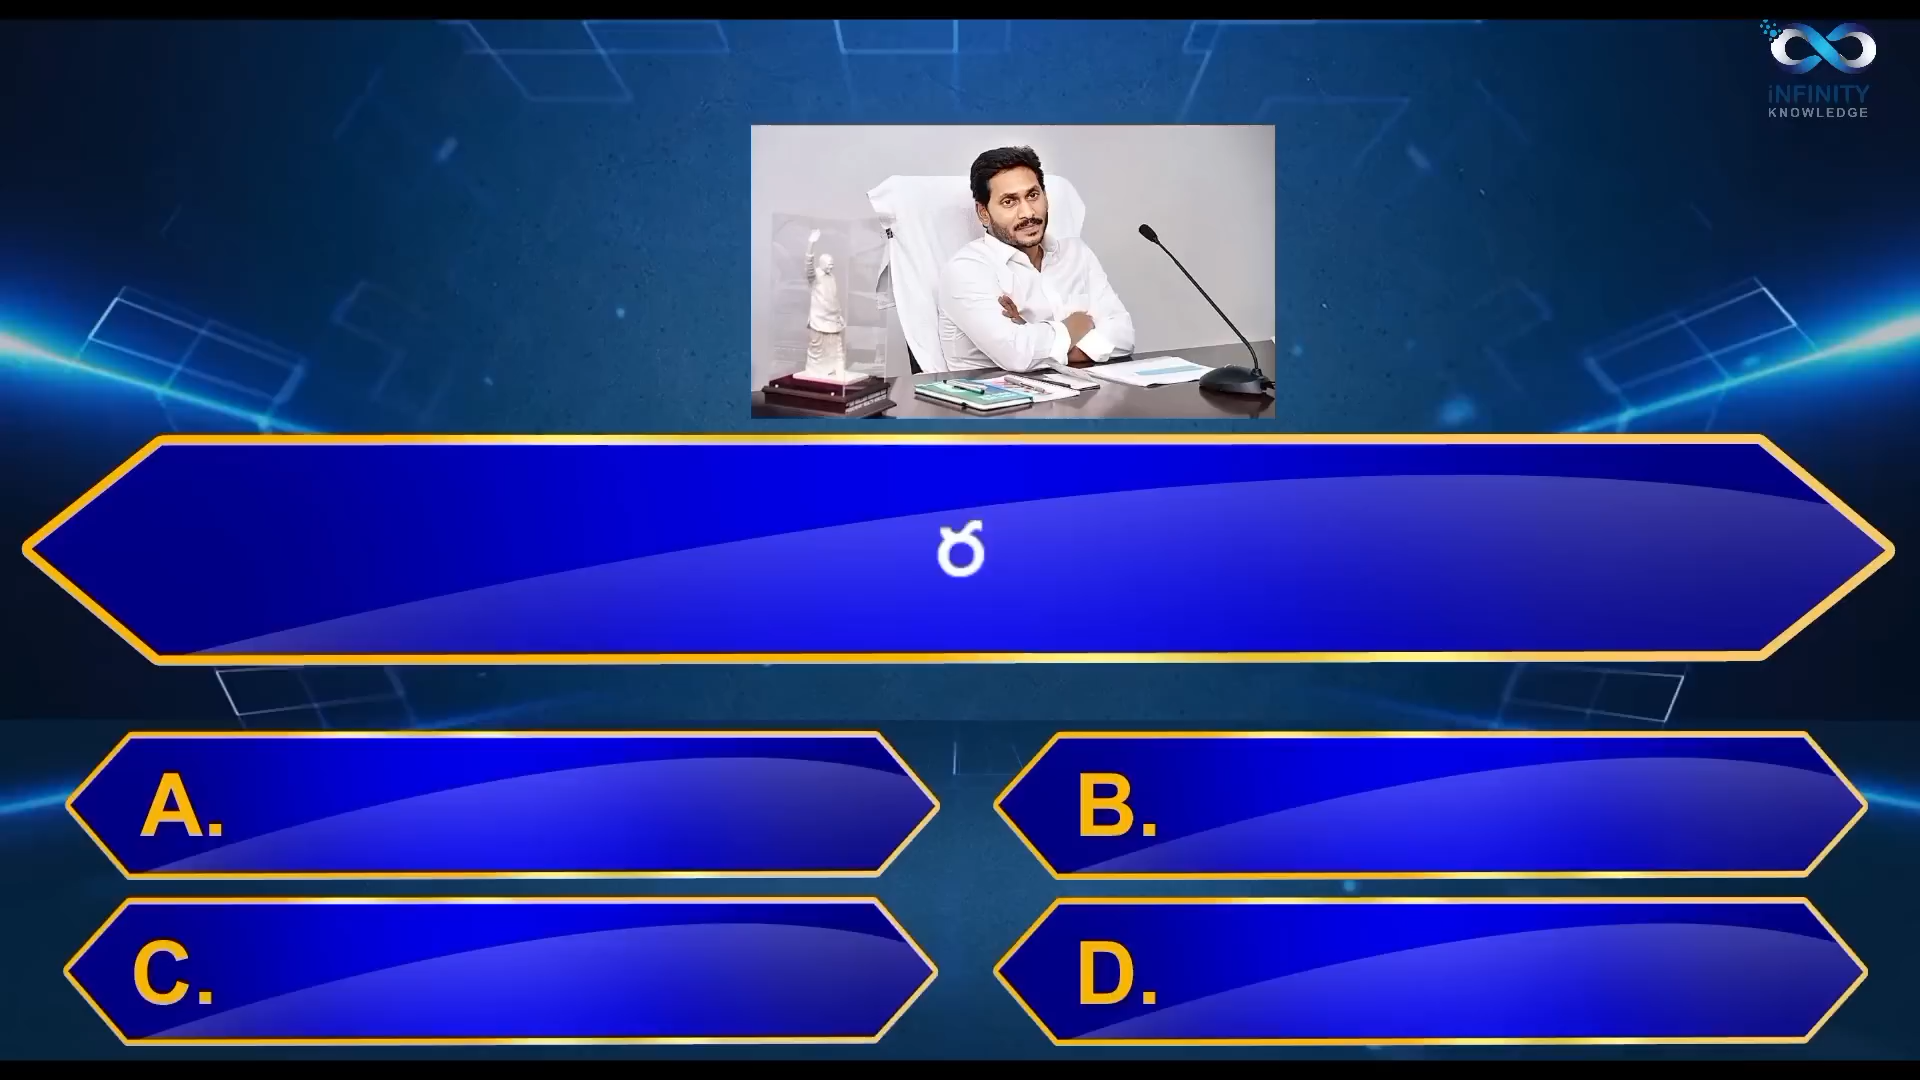 iNFINITY
KNOWLEDGE
ర
A.
B.
C.
D.